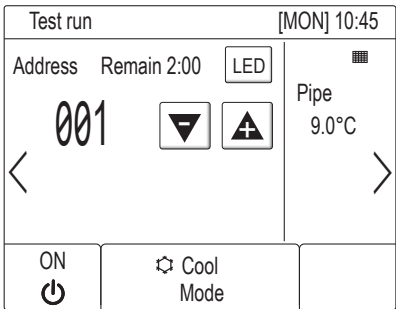 Test run [MON] 10:45
Address Remain 2:00 LED
Pipe
001 9.0°C
ON Cool
Mode